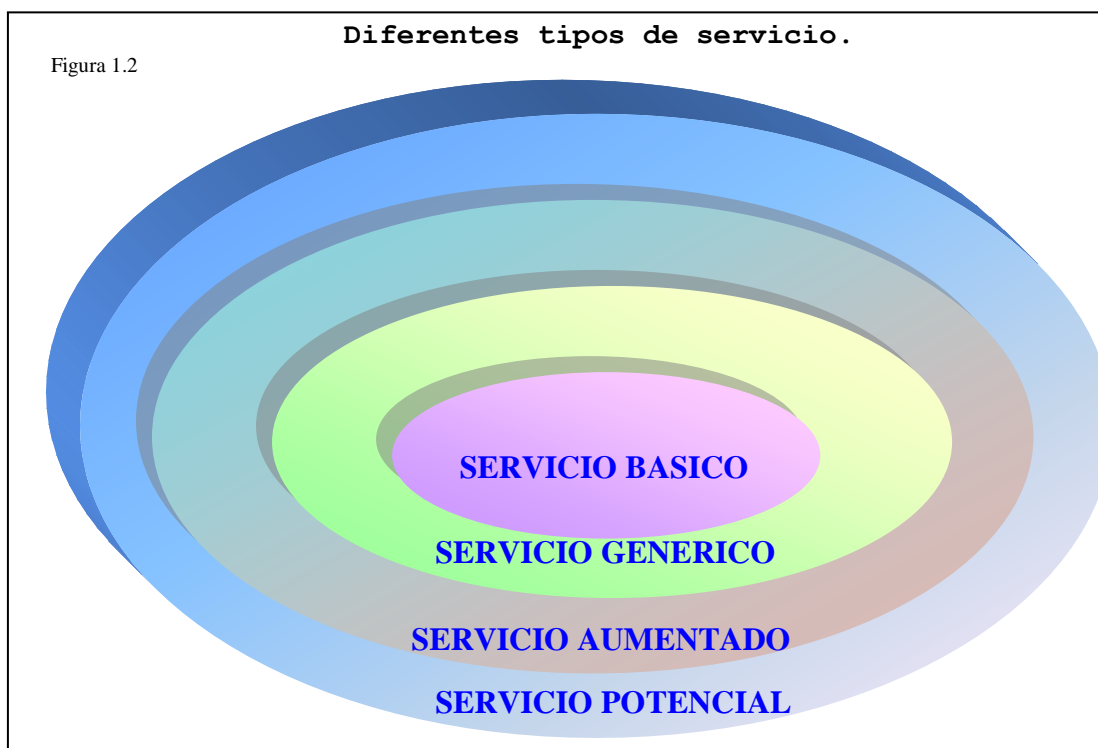 Diferentes tipos de servicio.
Figura 1.2
SERVICIO BASICO
SERVICIO GENERICO
SERVICIO AUMENTADO
SERVICIO POTENCIAL